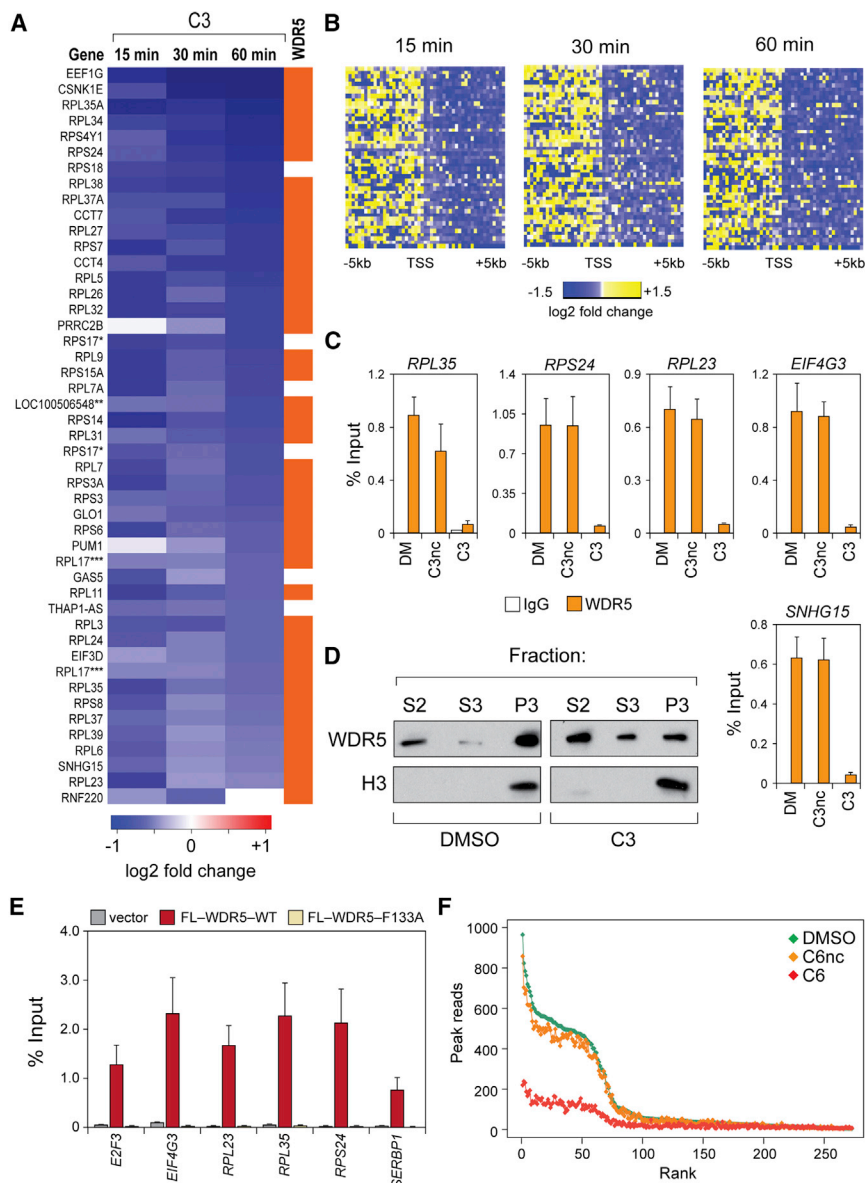 A
C3
Gene 15 min 30 min 60 min WDR5
EEF1G
CSNK1E
RPL35A
RPL34
RPS4Y1
RPS24
RPS18
RPL38
RPL37A
CCT7
RPL27
RPS7
CCT4
RPL5
RPL26
RPL32
PRRC2B
RPS17*
RPL9
RPS15A
RPL7A
LOC100506548**
RPS14
RPL31
RPS17*
RPL7
RPS3A
RPS3
GLO1
RPS6
PUM1
RPL17***
GAS5
RPL11
THAP1-AS
RPL3
RPL24
EIF3D
RPL17***
RPL35
RPS8
RPL37
RPL39
RPL6
SNHG15
RPL23
RNF220
-1 0 +1
log2 fold change
B
15 min 30 min 60 min
-5kb TSS +5kb -5kb TSS +5kb -5kb TSS +5kb
-1.5 +1.5
log2 fold change
C
RPL35 RPS24 RPL23 EIF4G3
% Input
1.2 0.8 0.4 0
1.4 1.05 0.7 0.35 0
0.9 0.6 0.3 0
1.2 0.8 0.4 0
DM C3nc C3 DM C3nc C3 DM C3nc C3 DM C3nc C3
IgG WDR5
SNHG15
% Input
0.8
0.6
0.4
0.2
0
DM C3nc C3
D
Fraction:
S2 S3 P3 S2 S3 P3
WDR5
H3
DMSO C3
E
vector FL–WDR5–WT FL–WDR5–F133A
% Input
4.0
3.0
2.0
1.0
0
E2F3 EIF4G3 RPL23 RPL35 RPS24 SERBP1
F
DMSO
C6nc
C6
Peak reads
1000
800
600
400
200
0
0 50 100 150 200 250
Rank